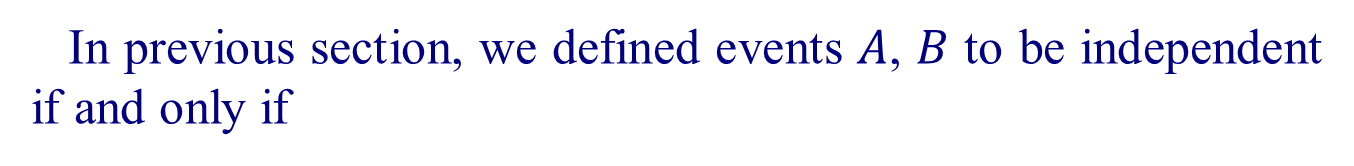 In previous section, we defined events A, B to be independent
if and only if